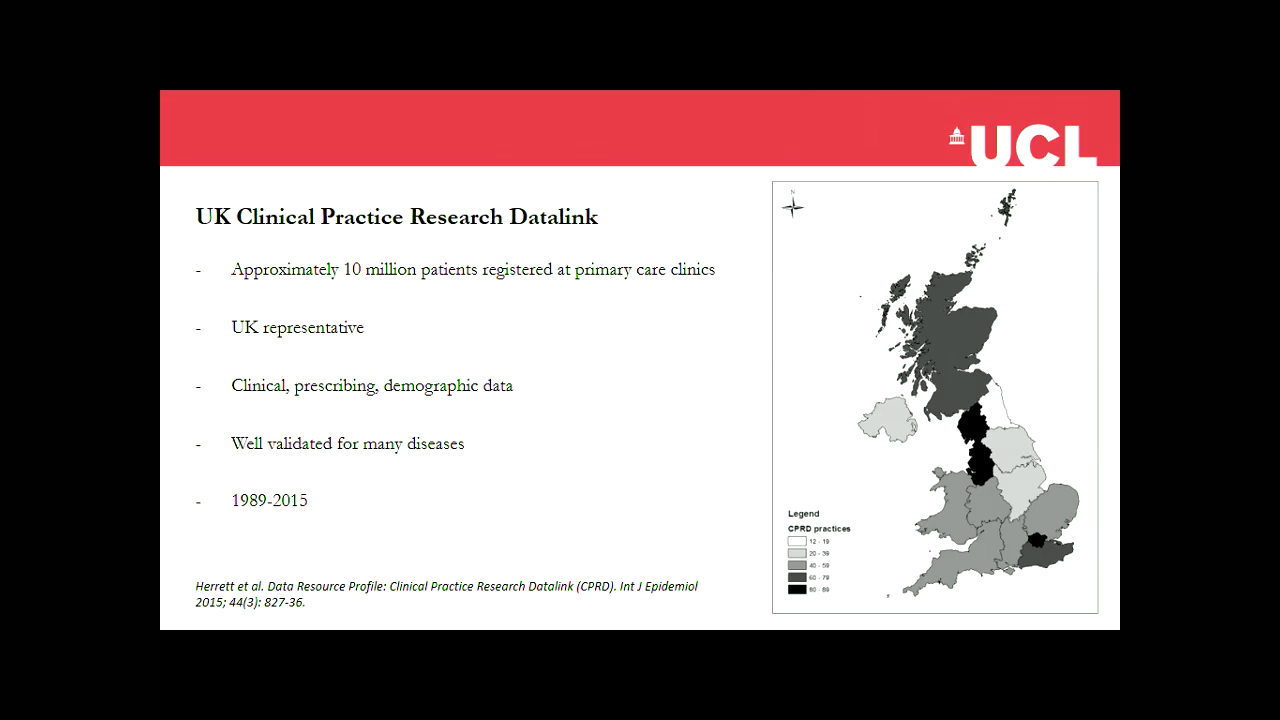 UCL
UK Clinical Practice Research Datalink
- Approximately 10 million patients registered at primary care clinics
- UK representative
- Clinical, prescribing, demographic data
- Well validated for many diseases
- 1989-2015
Herrett et al. Data Resource Profile: Clinical Practice Research Datalink (CPRD). Int J Epidemiol
2015; 44(3): 827-36.
N
Legend
CPRD practices
12 - 19
20 - 39
40 - 59
60 - 79
80 - 89